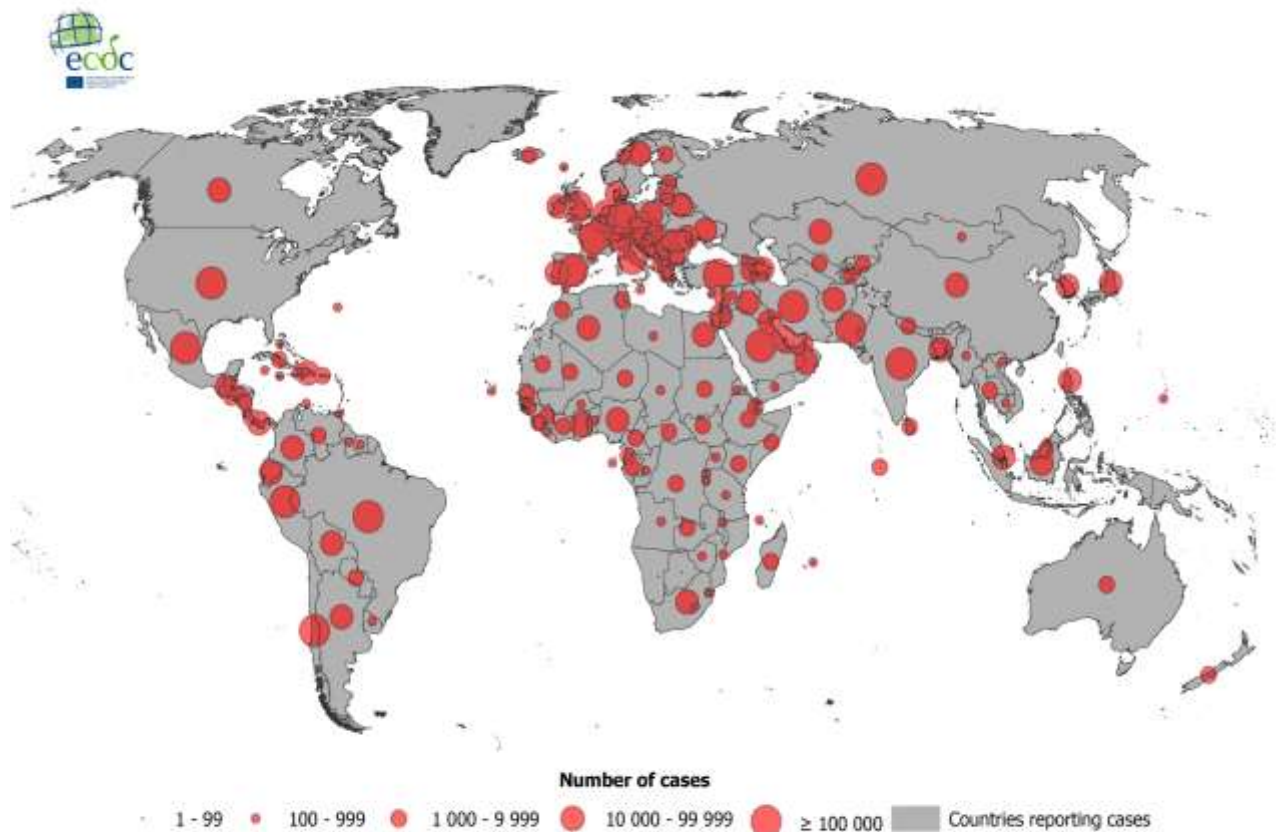 ecdc
Number of cases
1 - 99 100 - 999 1 000 - 9 999 10 000 - 99 999 ≥ 100 000 Countries reporting cases